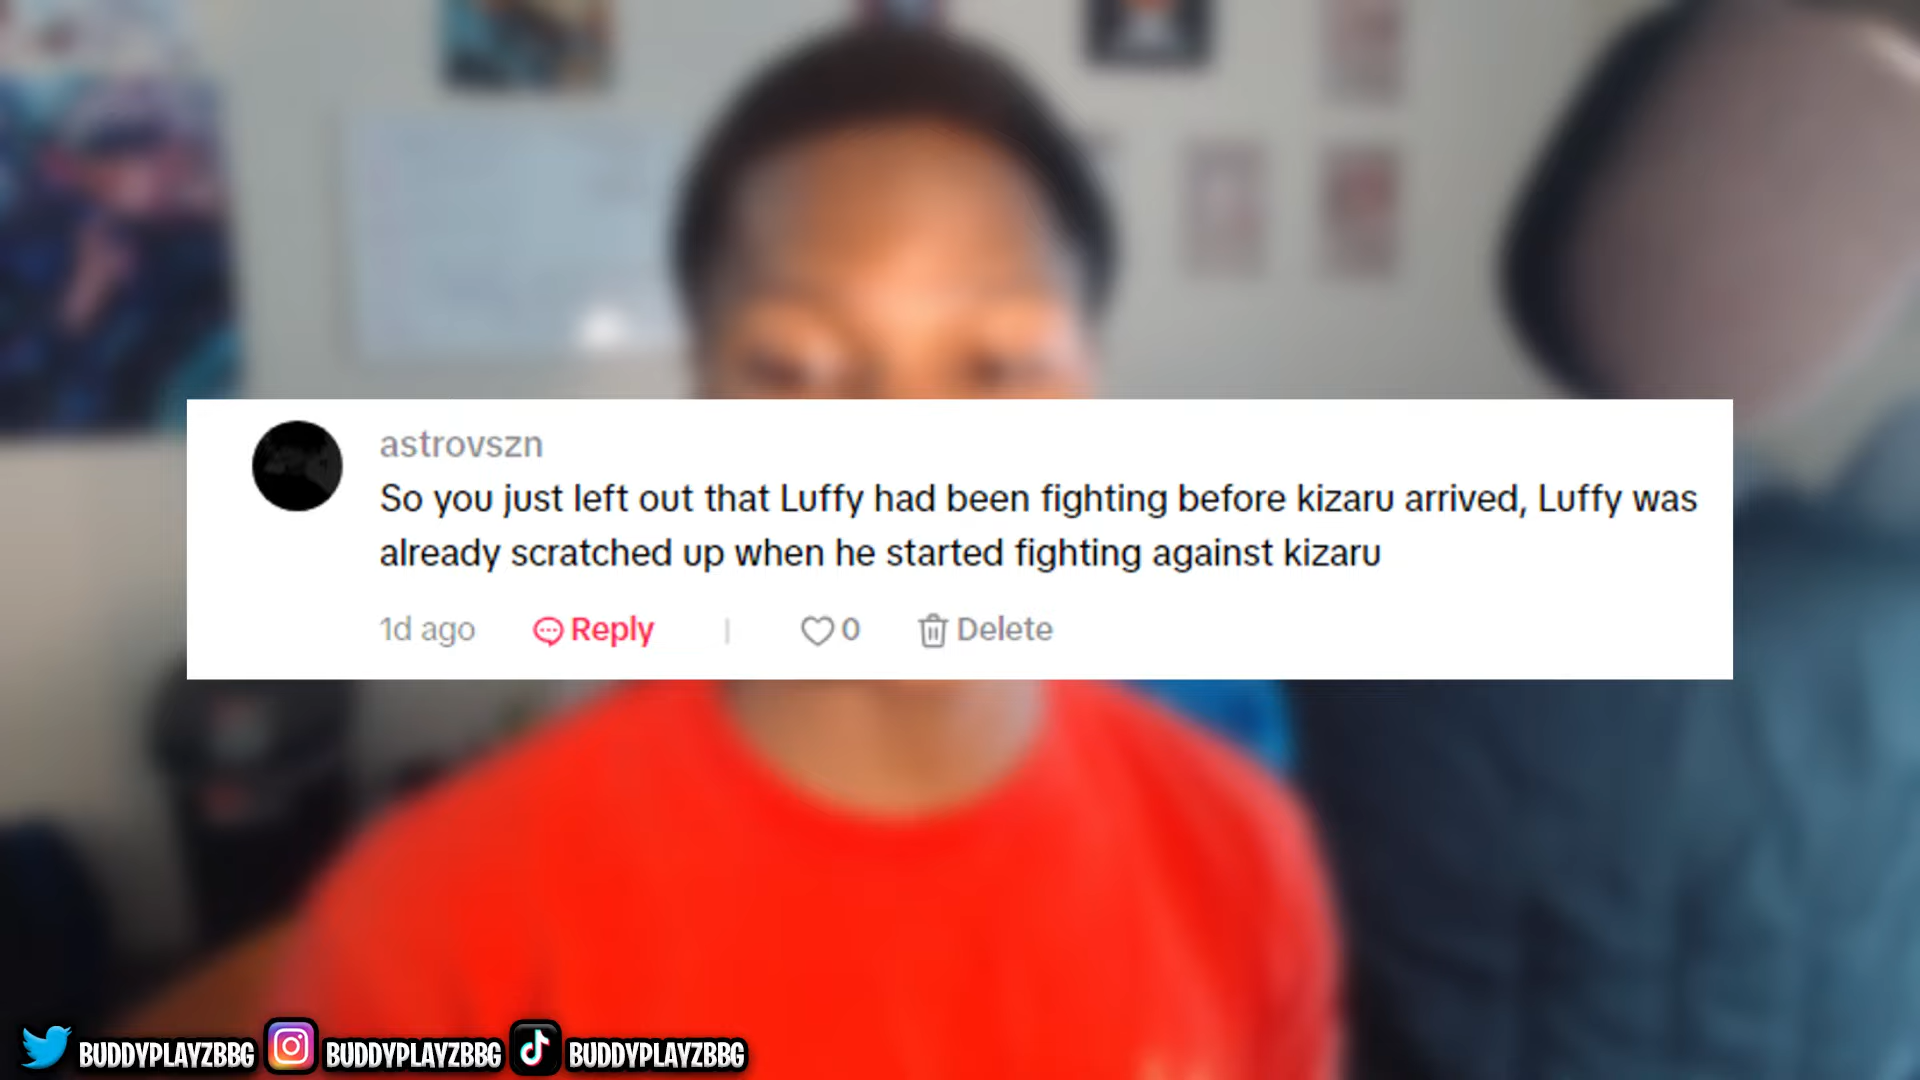 astrovszn
So you just left out that Luffy had been fighting before kizaru arrived, Luffy was
already scratched up when he started fighting against kizaru
1d ago Reply | 0 Delete
BUDDYPLAYZBBG BUDDYPLAYZBBG BUDDYPLAYZBBG